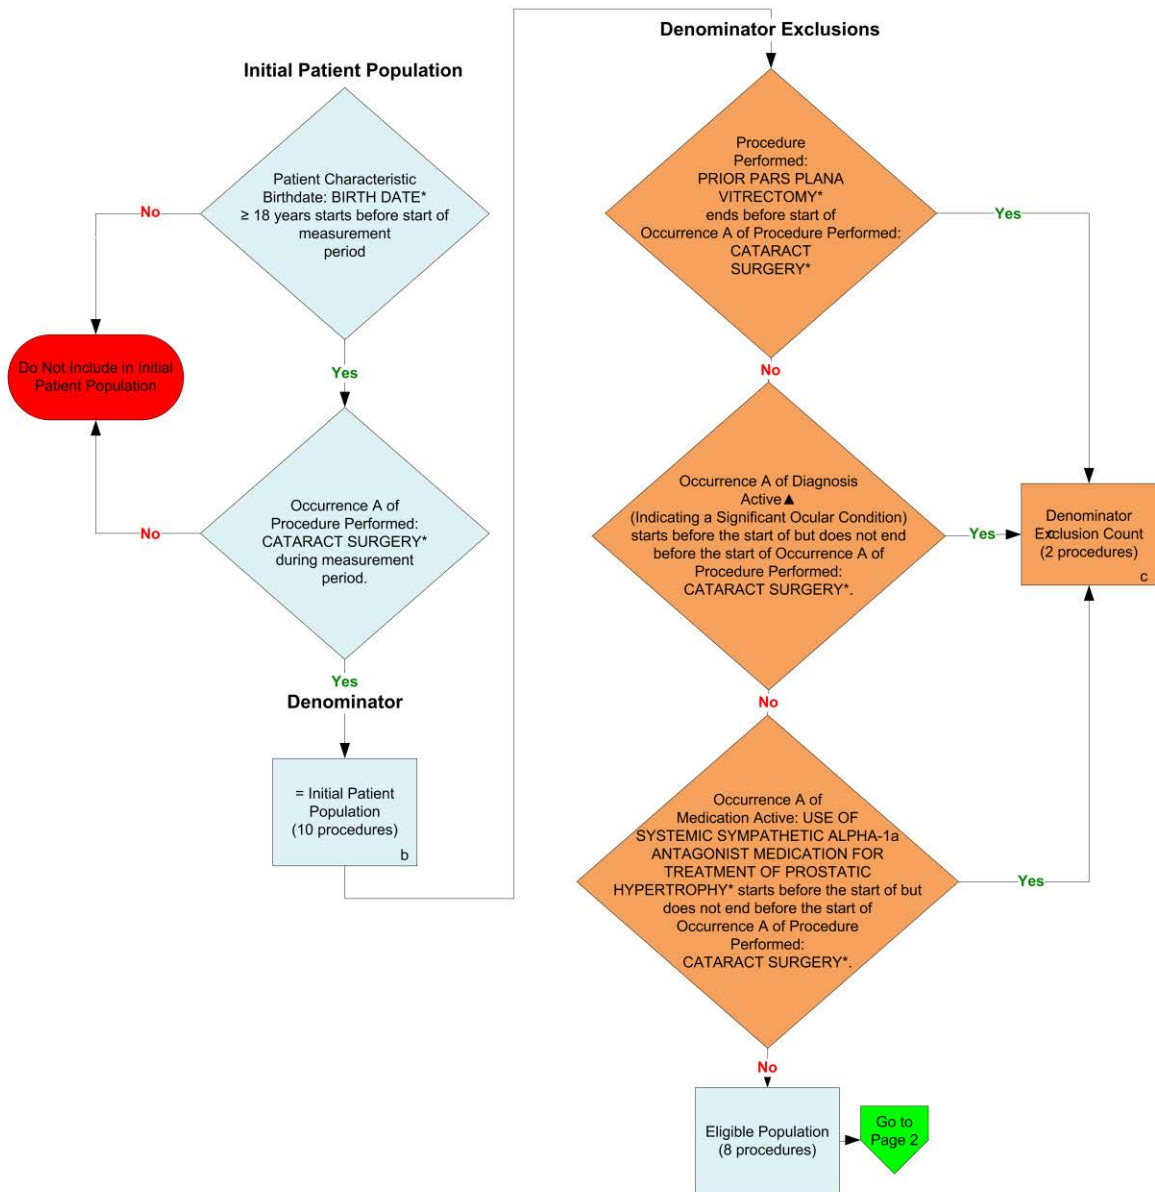 Initial Patient Population
Patient Characteristic
Birthdate: BIRTH DATE*
≥ 18 years starts before start of
measurement
period
No
Do Not Include in Initial
Patient Population
Yes
Occurrence A of
Procedure Performed:
CATARACT SURGERY*
during measurement
period.
No
Yes
Denominator
= Initial Patient
Population
(10 procedures)
b
Denominator Exclusions
Procedure
Performed:
PRIOR PARS PLANA
VITRECTOMY*
ends before start of
Occurrence A of Procedure Performed:
CATARACT
SURGERY*
Yes
No
Occurrence A of Diagnosis
Active▲
(Indicating a Significant Ocular Condition)
starts before the start of but does not end
before the start of Occurrence A of
Procedure Performed:
CATARACT SURGERY*.
Yes
Denominator
Exclusion Count
(2 procedures)
c
No
Occurrence A of
Medication Active: USE OF
SYSTEMIC SYMPATHETIC ALPHA-1a
ANTAGONIST MEDICATION FOR
TREATMENT OF PROSTATIC
HYPERTROPHY* starts before the start of but
does not end before the start of
Occurrence A of Procedure
Performed:
CATARACT SURGERY*.
Yes
No
Eligible Population
(8 procedures)
Go to
Page 2